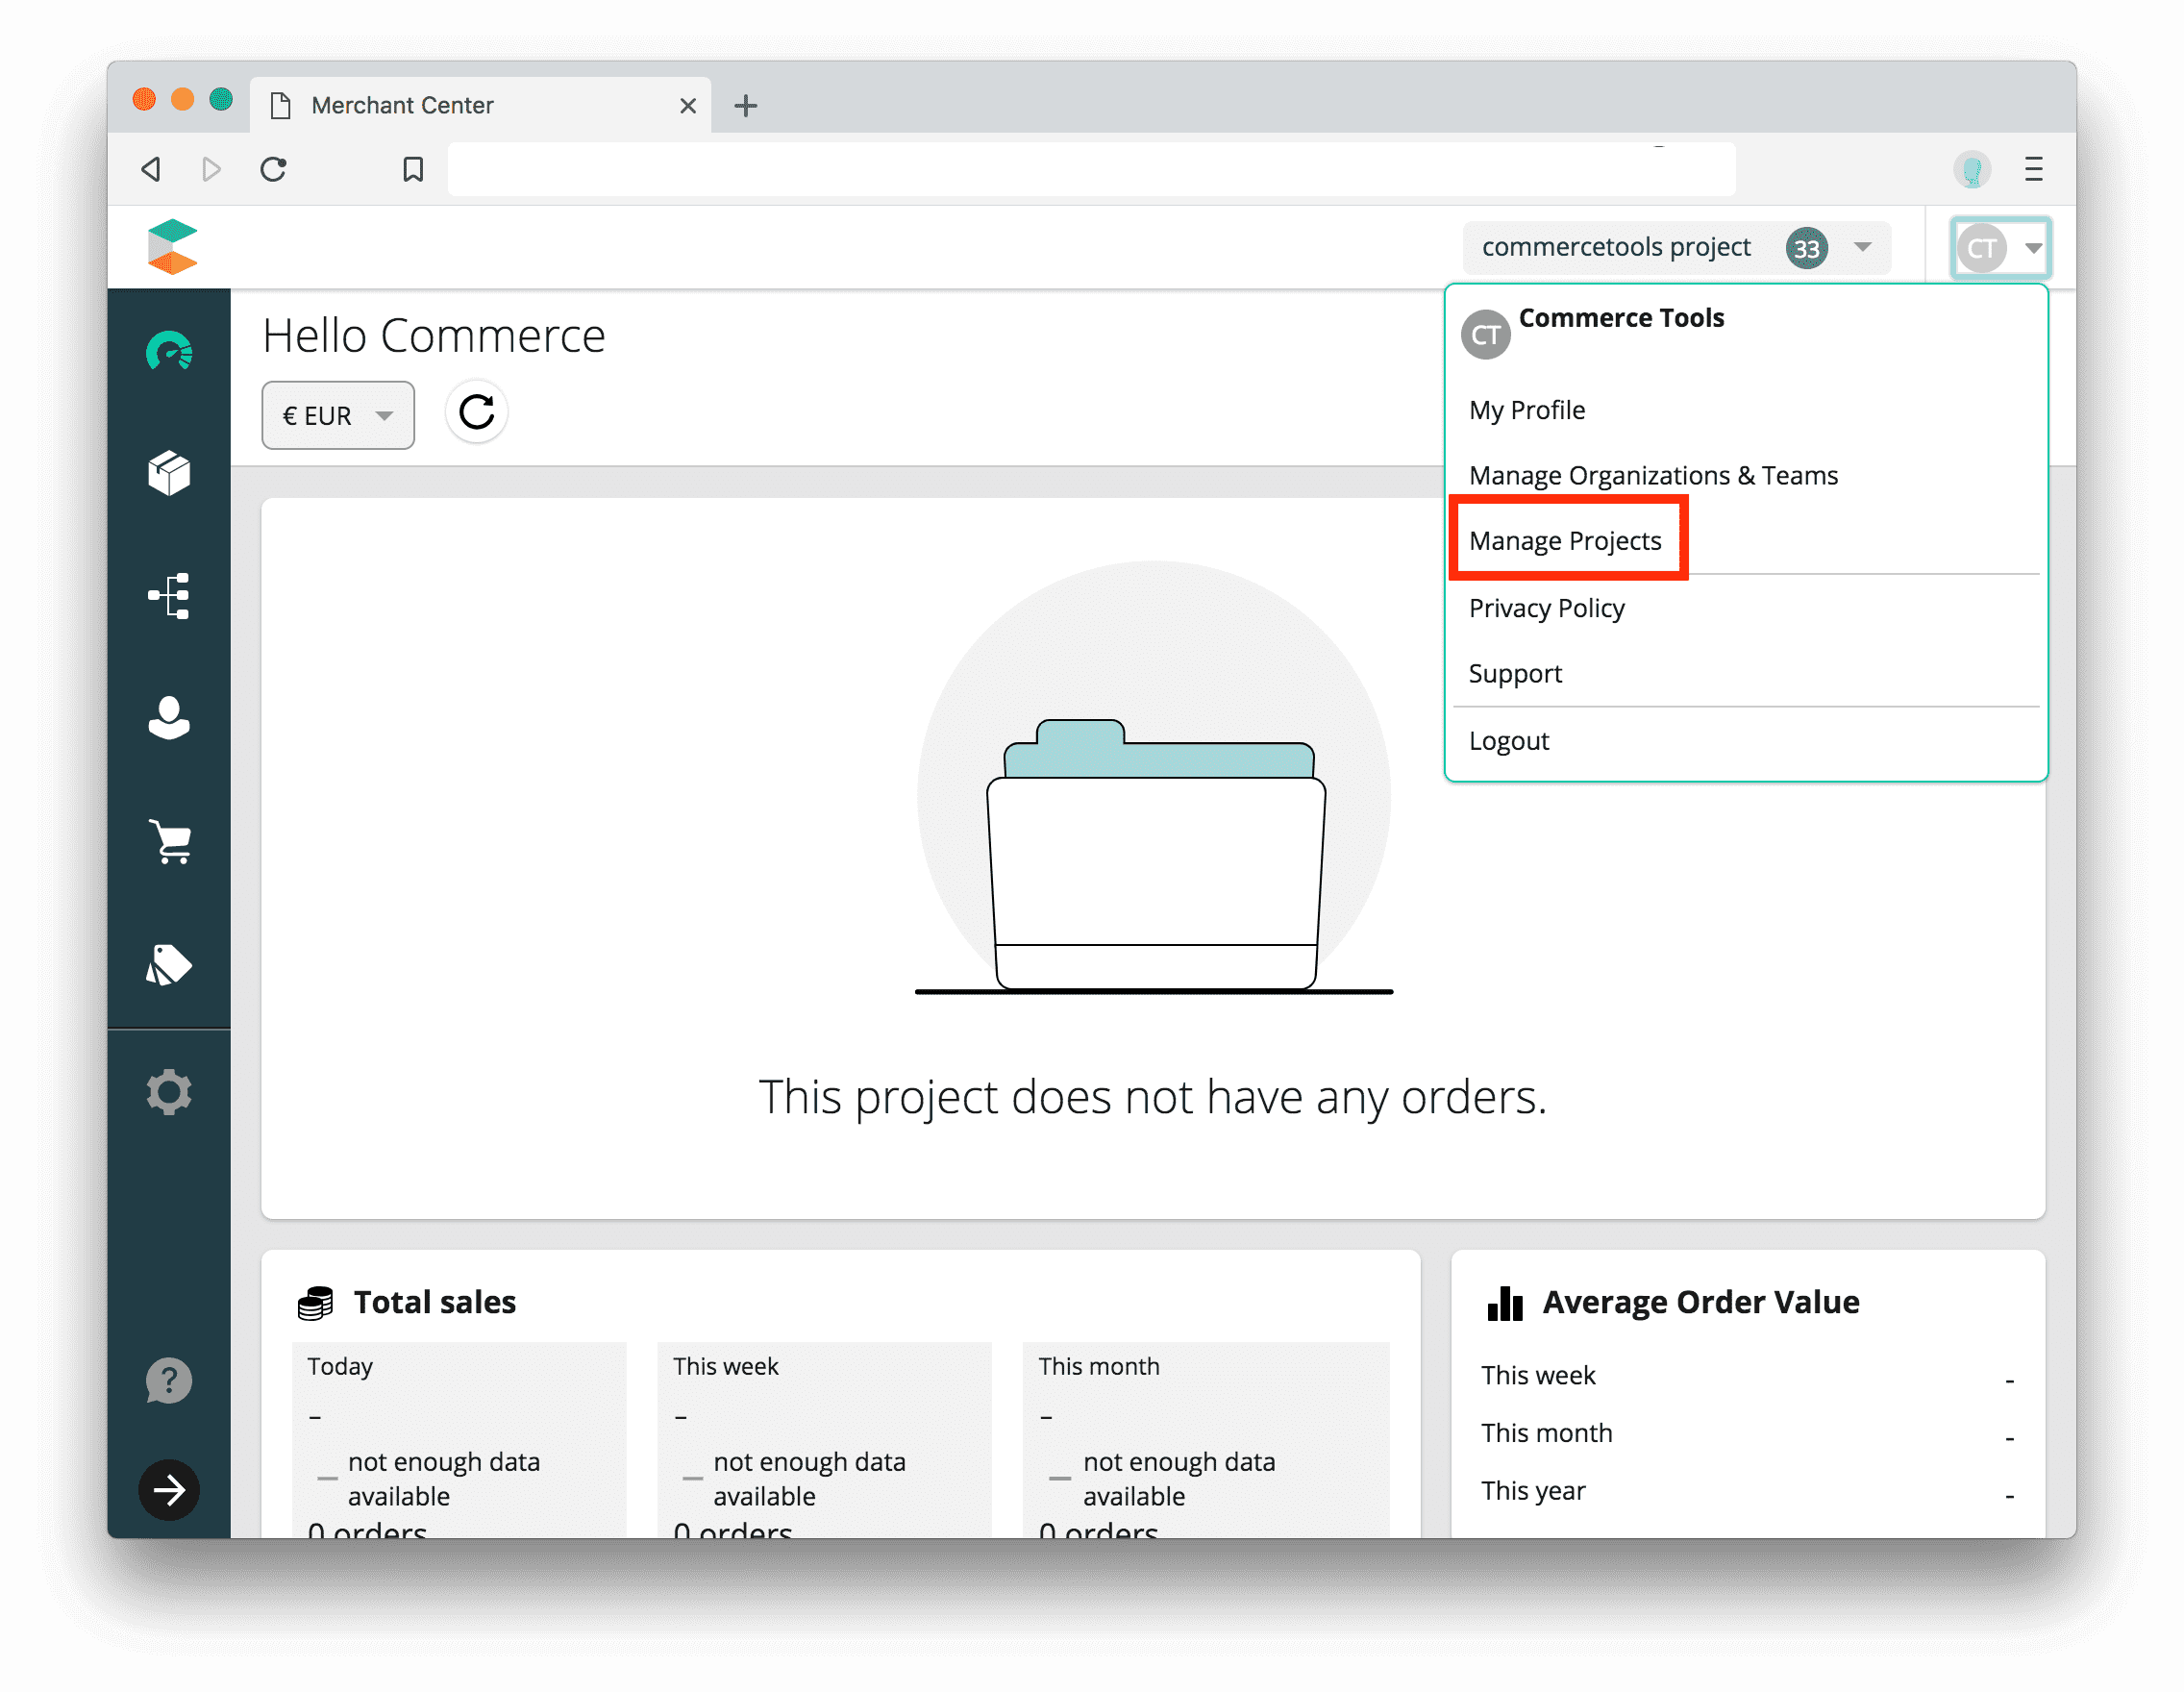 Merchant Center
commercetools project 33
CT
Hello Commerce
€ EUR
CT Commerce Tools
My Profile
Manage Organizations & Teams
Manage Projects
Privacy Policy
Support
Logout
This project does not have any orders.
Total sales
Today
-
not enough data
available
0 orders
This week
-
not enough data
available
0 orders
This month
-
not enough data
available
0 orders
Average Order Value
This week -
This month -
This year -
?